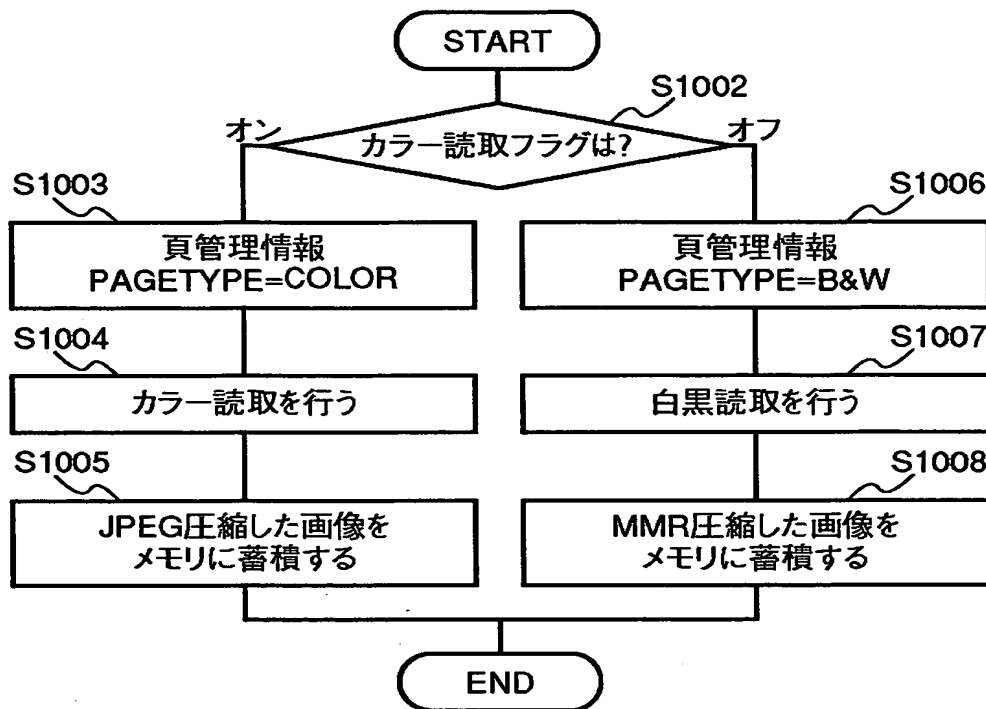 START
S1002
オン
カラー読取フラグは?
オフ
S1003
頁管理情報
PAGETYPE=COLOR
S1006
頁管理情報
PAGETYPE=B&W
S1004
カラー読取を行う
S1007
白黒読取を行う
S1005
JPEG圧縮した画像を
メモリに蓄積する
S1008
MMR圧縮した画像を
メモリに蓄積する
END